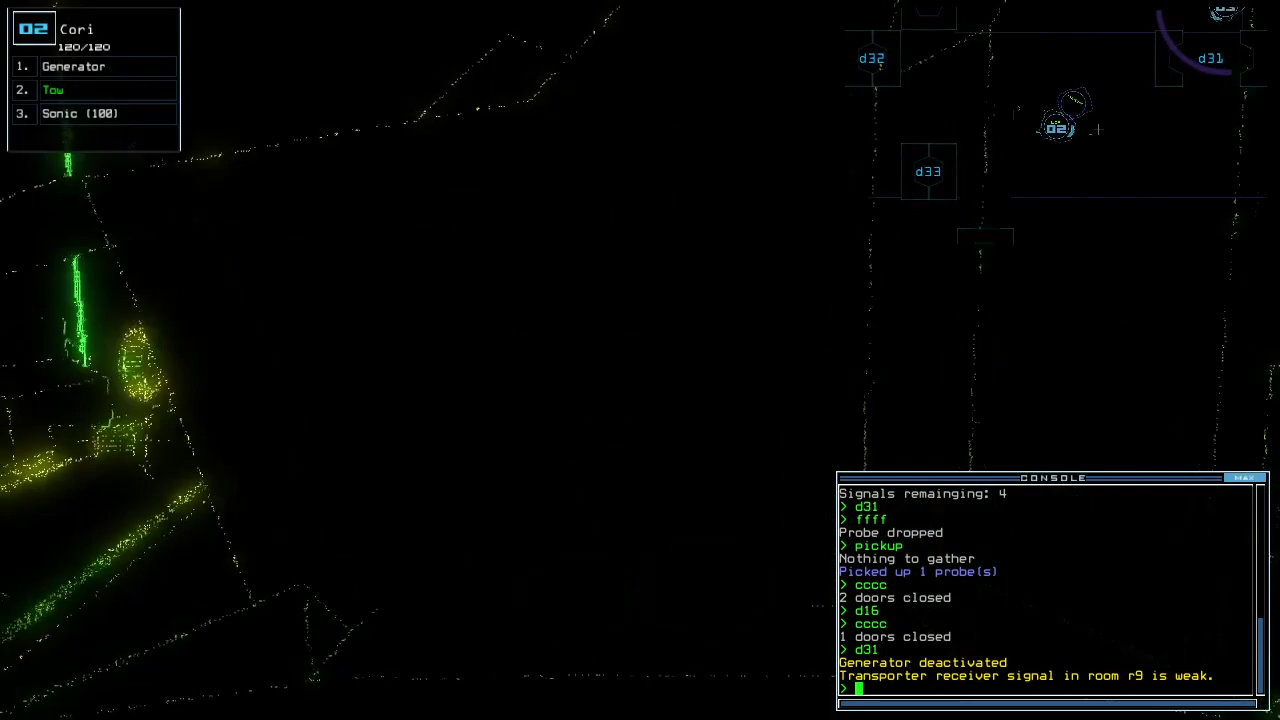 02 Cori
120/120
1. Generator
2. Tow
3. Sonic (100)
d32
d31
02
d33
CONSOLE
MAX
Signals remainging: 4
> d31
> ffff
Probe dropped
> pickup
Nothing to gather
Picked up 1 probe(s)
> cccc
2 doors closed
> d16
> cccc
1 doors closed
> d31
Generator deactivated
Transporter receiver signal in room r9 is weak.
>